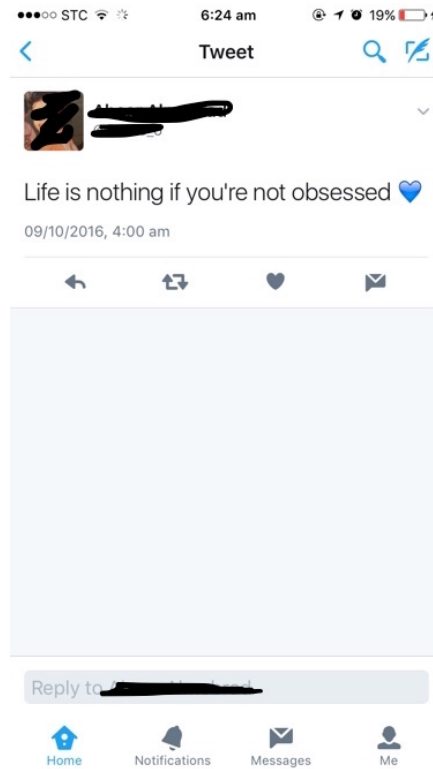 STC 6:24 am 19%
Tweet
Life is nothing if you're not obsessed 💙
09/10/2016, 4:00 am
Reply to
Home Notifications Messages Me